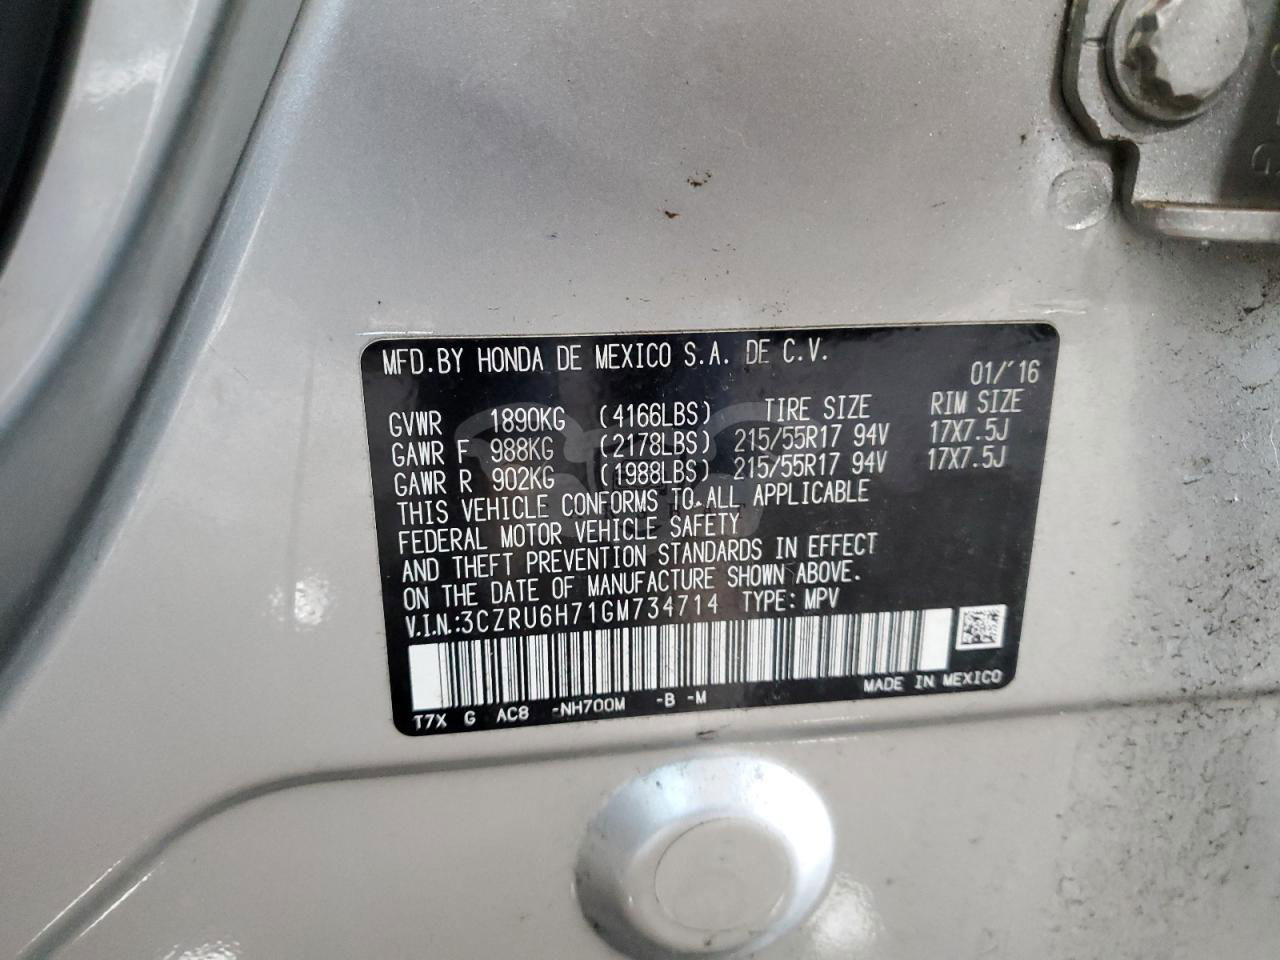 MFD.BY HONDA DE MEXICO S.A. DE C.V.
01/'16
GVWR 1890KG (4166LBS) TIRE SIZE RIM SIZE
GAWR F 988KG (2178LBS) 215/55R17 94V 17X7.5J
GAWR R 902KG (1988LBS) 215/55R17 94V 17X7.5J
THIS VEHICLE CONFORMS TO ALL APPLICABLE
FEDERAL MOTOR VEHICLE SAFETY
AND THEFT PREVENTION STANDARDS IN EFFECT
ON THE DATE OF MANUFACTURE SHOWN ABOVE.
V.I.N.:3CZRU6H71GM734714 TYPE: MPV
T7X G AC8 -NH700M -B -M MADE IN MEXICO